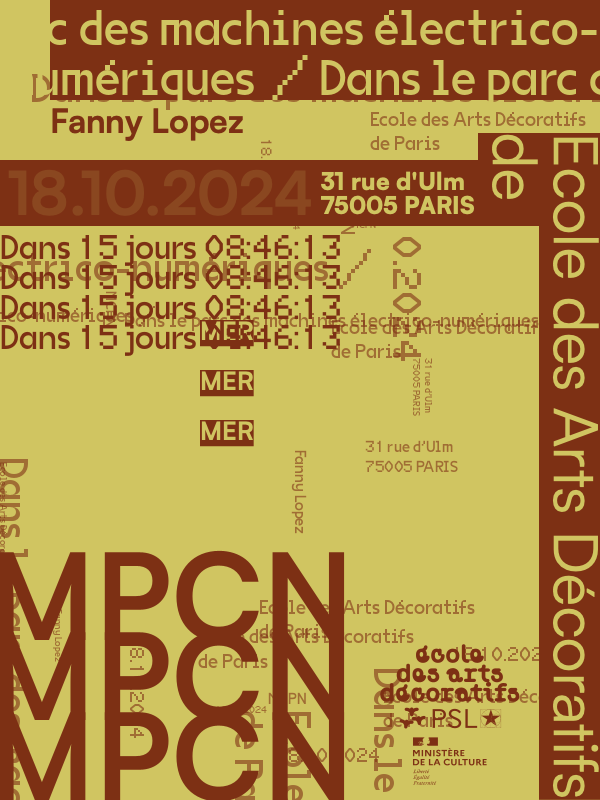 c des machines électrico-
umériques / Dans le parc d
Fanny Lopez
Ecole des Arts Décoratifs
de Paris
18.10.2024
31 rue d'Ulm
75005 PARIS
Ecole des Arts Décoratifs
de
Dans 15 jours 08:46:13
Dans 15 jours 08:46:13
Dans 15 jours 08:46:13
Dans 15 jours 08:46:13
ectrico-numériques /
ico-numériques
Dans le parc des machines électrico-numériques
école des Arts Décoratifs
de Paris
MER
MER
MER
31 rue d'Ulm
75005 PARIS
31 rue d'Ulm
75005 PARIS
Fanny Lopez
MPCN
MPCN
MPCN
Ecole des Arts Décoratifs
de Paris
des Arts Décoratifs
de Paris
Fanny Lopez
Dans le
école
des arts
décoratifs
PSL
MINISTÈRE
DE LA CULTURE
Liberté
Égalité
Fraternité